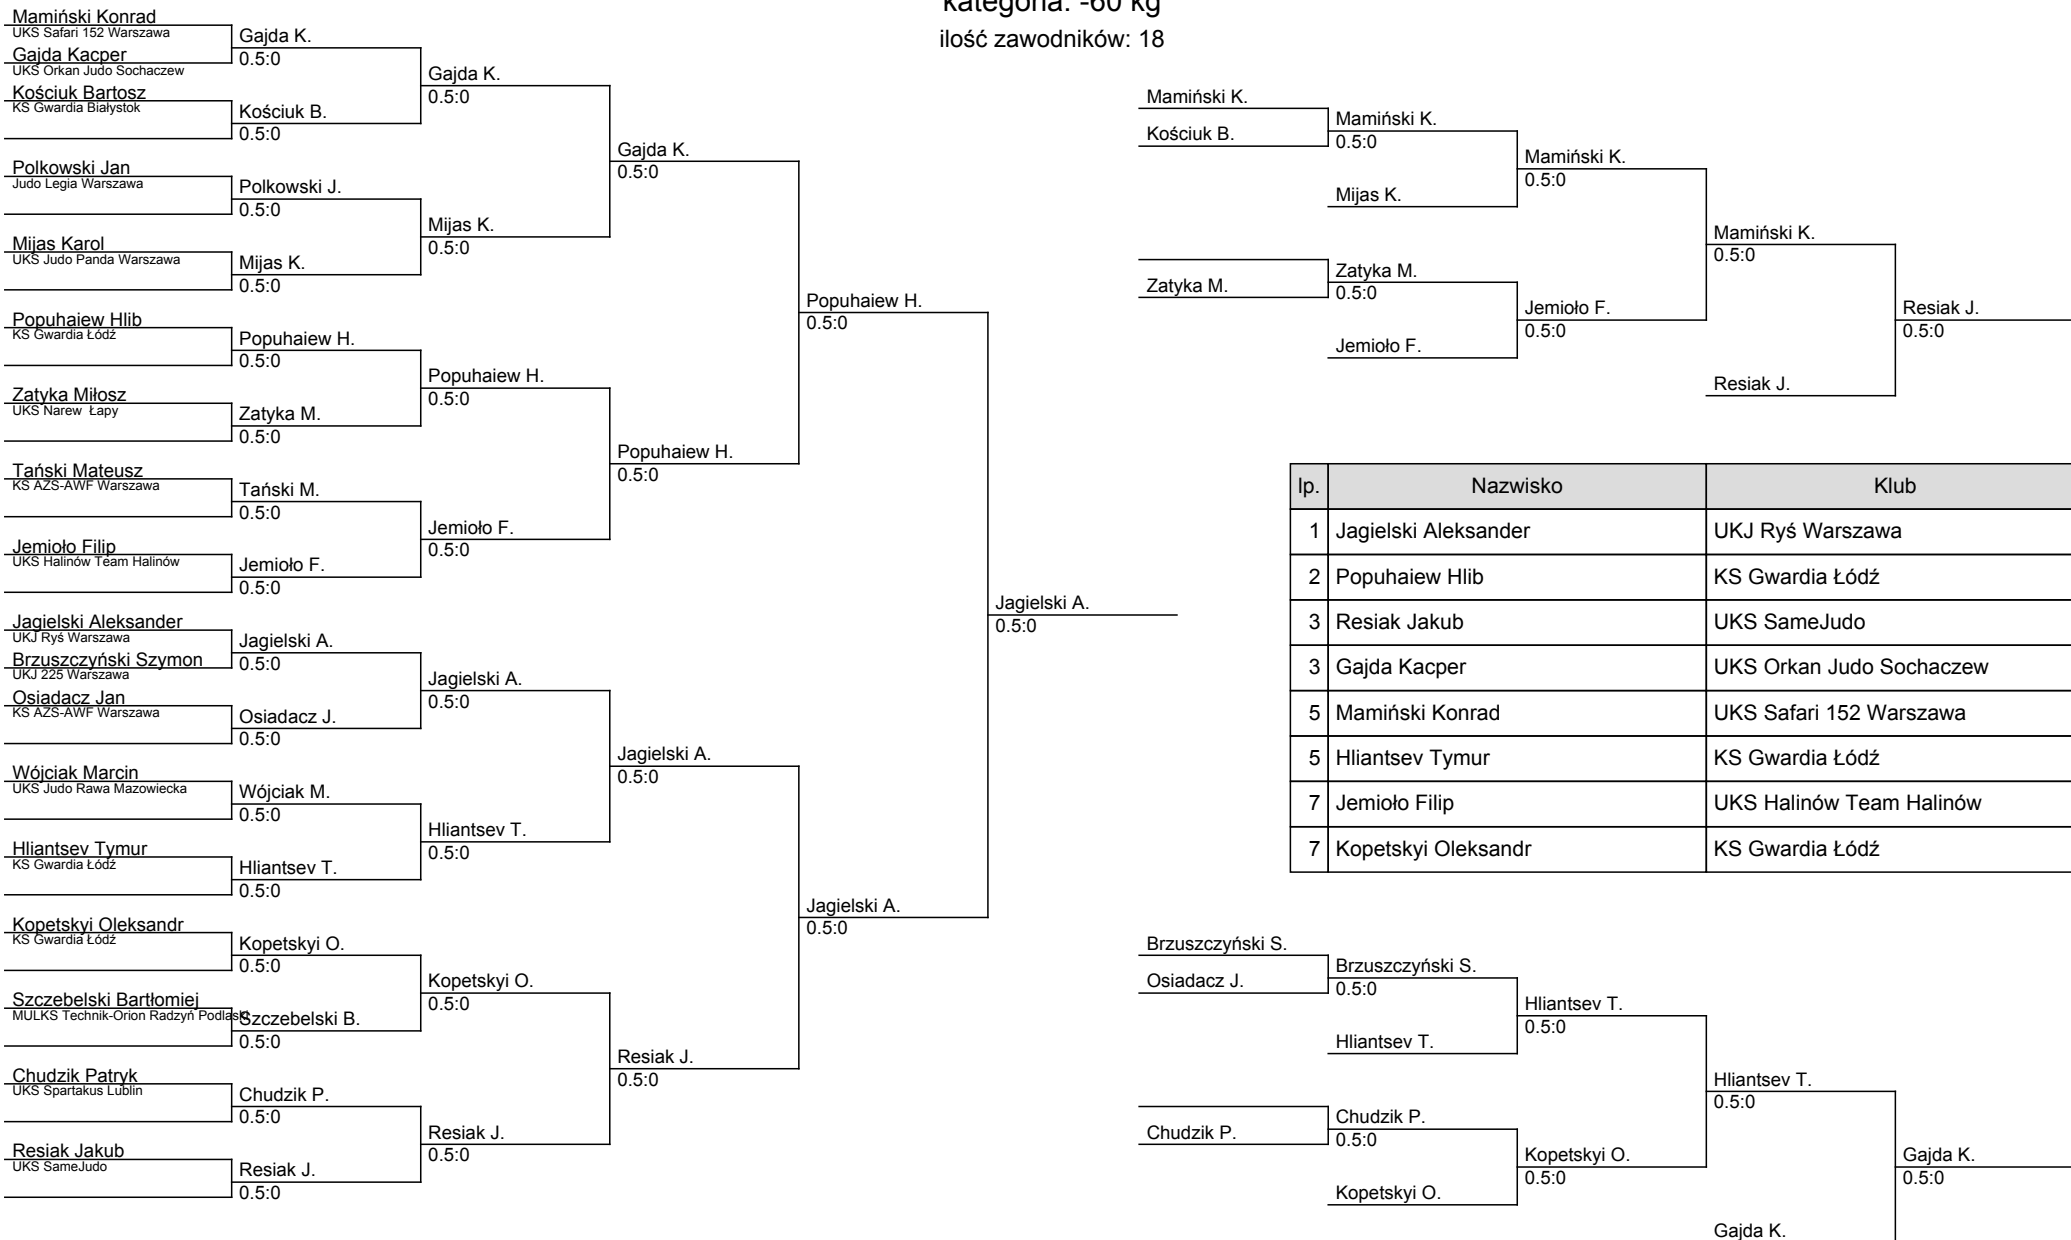 kategoria: -60 kg
ilość zawodników: 18
Mamiński Konrad
UKS Safari 152 Warszawa
Gajda Kacper
UKS Orkan Judo Sochaczew
Kościuk Bartosz
KS Gwardia Białystok
Polkowski Jan
Judo Legia Warszawa
Mijas Karol
UKS Judo Panda Warszawa
Popuhaiew Hlib
KS Gwardia Łódź
Zatyka Miłosz
UKS Narew Łapy
Tański Mateusz
KS AZS-AWF Warszawa
Jemioło Filip
UKS Halinów Team Halinów
Jagielski Aleksander
UKJ Ryś Warszawa
Brzuszczyński Szymon
UKJ 225 Warszawa
Osiadacz Jan
KS AZS-AWF Warszawa
Wójciak Marcin
UKS Judo Rawa Mazowiecka
Hliantsev Tymur
KS Gwardia Łódź
Kopetskyi Oleksandr
KS Gwardia Łódź
Szczebelski Bartłomiej
MULKS Technik-Orion Radzyń Podlaski
Chudzik Patryk
UKS Spartakus Lublin
Resiak Jakub
UKS SameJudo
Gajda K.
0.5:0
Kościuk B.
0.5:0
Polkowski J.
0.5:0
Mijas K.
0.5:0
Popuhaiew H.
0.5:0
Zatyka M.
0.5:0
Tański M.
0.5:0
Jemioło F.
0.5:0
Jagielski A.
0.5:0
Osiadacz J.
0.5:0
Wójciak M.
0.5:0
Hliantsev T.
0.5:0
Kopetskyi O.
0.5:0
Szczebelski B.
0.5:0
Chudzik P.
0.5:0
Resiak J.
0.5:0
Gajda K.
0.5:0
Mijas K.
0.5:0
Popuhaiew H.
0.5:0
Jemioło F.
0.5:0
Jagielski A.
0.5:0
Hliantsev T.
0.5:0
Kopetskyi O.
0.5:0
Resiak J.
0.5:0
Gajda K.
0.5:0
Popuhaiew H.
0.5:0
Jagielski A.
0.5:0
Resiak J.
0.5:0
Popuhaiew H.
0.5:0
Jagielski A.
0.5:0
Jagielski A.
0.5:0
Mamiński K.
Kościuk B.
Zatyka M.
Mamiński K.
0.5:0
Mijas K.
Zatyka M.
0.5:0
Jemioło F.
Mamiński K.
0.5:0
Jemioło F.
0.5:0
Mamiński K.
0.5:0
Resiak J.
Resiak J.
0.5:0
lp. Nazwisko Klub
1 Jagielski Aleksander UKJ Ryś Warszawa
2 Popuhaiew Hlib KS Gwardia Łódź
3 Resiak Jakub UKS SameJudo
3 Gajda Kacper UKS Orkan Judo Sochaczew
5 Mamiński Konrad UKS Safari 152 Warszawa
5 Hliantsev Tymur KS Gwardia Łódź
7 Jemioło Filip UKS Halinów Team Halinów
7 Kopetskyi Oleksandr KS Gwardia Łódź
Brzuszczyński S.
Osiadacz J.
Chudzik P.
Brzuszczyński S.
0.5:0
Hliantsev T.
Chudzik P.
0.5:0
Kopetskyi O.
Hliantsev T.
0.5:0
Kopetskyi O.
0.5:0
Hliantsev T.
0.5:0
Gajda K.
Gajda K.
0.5:0